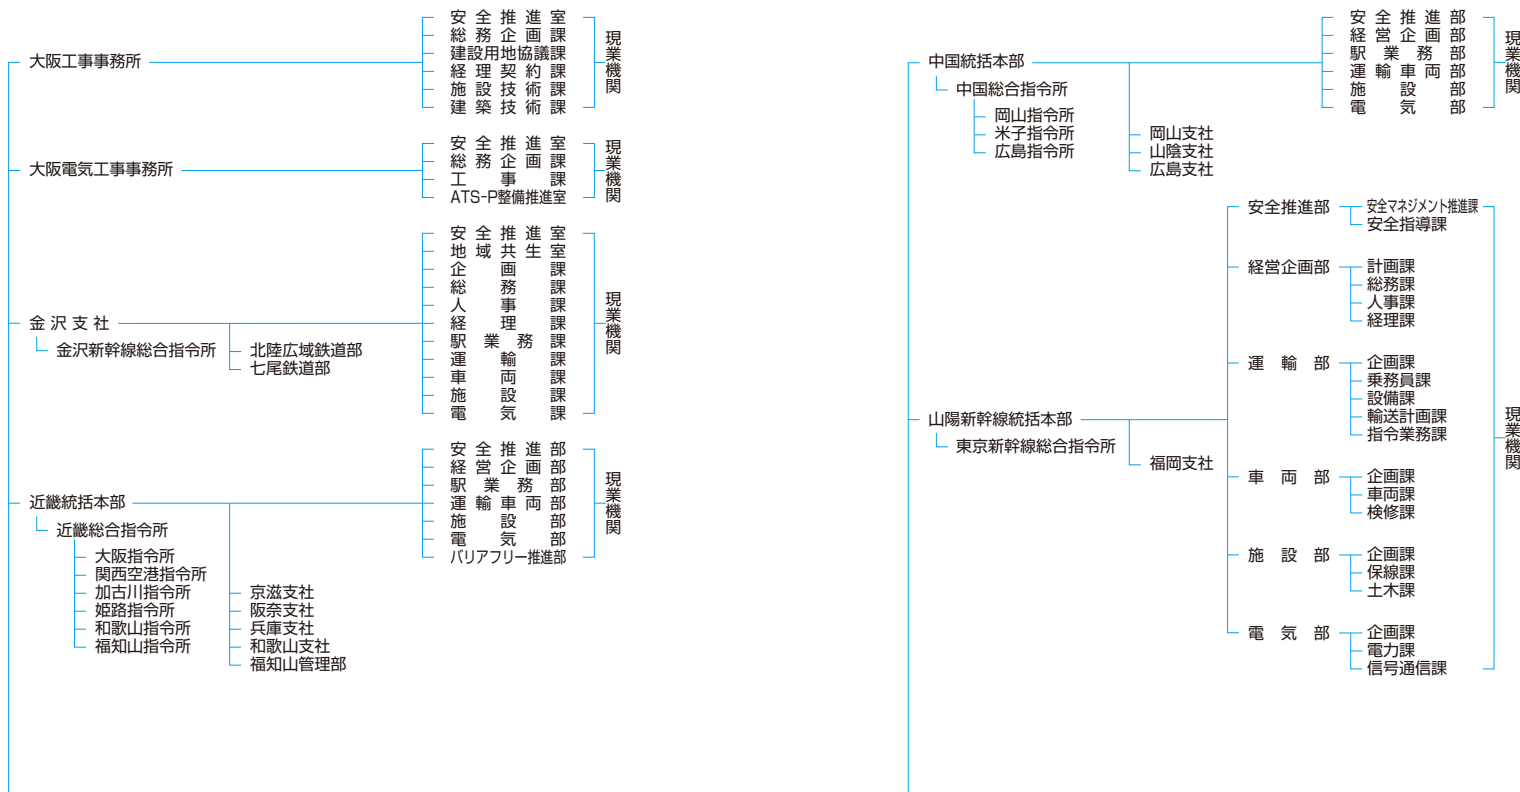 大阪工事事務所
安全推進室
総務企画課
建設用地協議課
経理契約課
施設技術課
建築技術課
現業機関
大阪電気工事事務所
安全推進室
総務企画課
工事課
ATS-P整備推進室
現業機関
金沢支社
金沢新幹線総合指令所
北陸広域鉄道部
七尾鉄道部
安全推進室
地域共生室
企画課
総務課
人事課
経理課
駅業務課
運輸課
車両課
施設課
電気課
現業機関
近畿統括本部
近畿総合指令所
大阪指令所
関西空港指令所
加古川指令所
姫路指令所
和歌山指令所
福知山指令所
京滋支社
阪奈支社
兵庫支社
和歌山支社
福知山管理部
安全推進部
経営企画部
駅業務部
運輸車両部
施設部
電気部
バリアフリー推進部
現業機関
中国統括本部
中国総合指令所
岡山指令所
米子指令所
広島指令所
岡山支社
山陰支社
広島支社
安全推進部
経営企画部
駅業務部
運輸車両部
施設部
電気部
現業機関
山陽新幹線統括本部
東京新幹線総合指令所
福岡支社
安全推進部
安全マネジメント推進課
安全指導課
経営企画部
計画課
総務課
人事課
経理課
運輸部
企画課
乗務員課
設備課
輸送計画課
指令業務課
車両部
企画課
車両課
検修課
施設部
企画課
保線課
土木課
電気部
企画課
電力課
信号通信課
現業機関